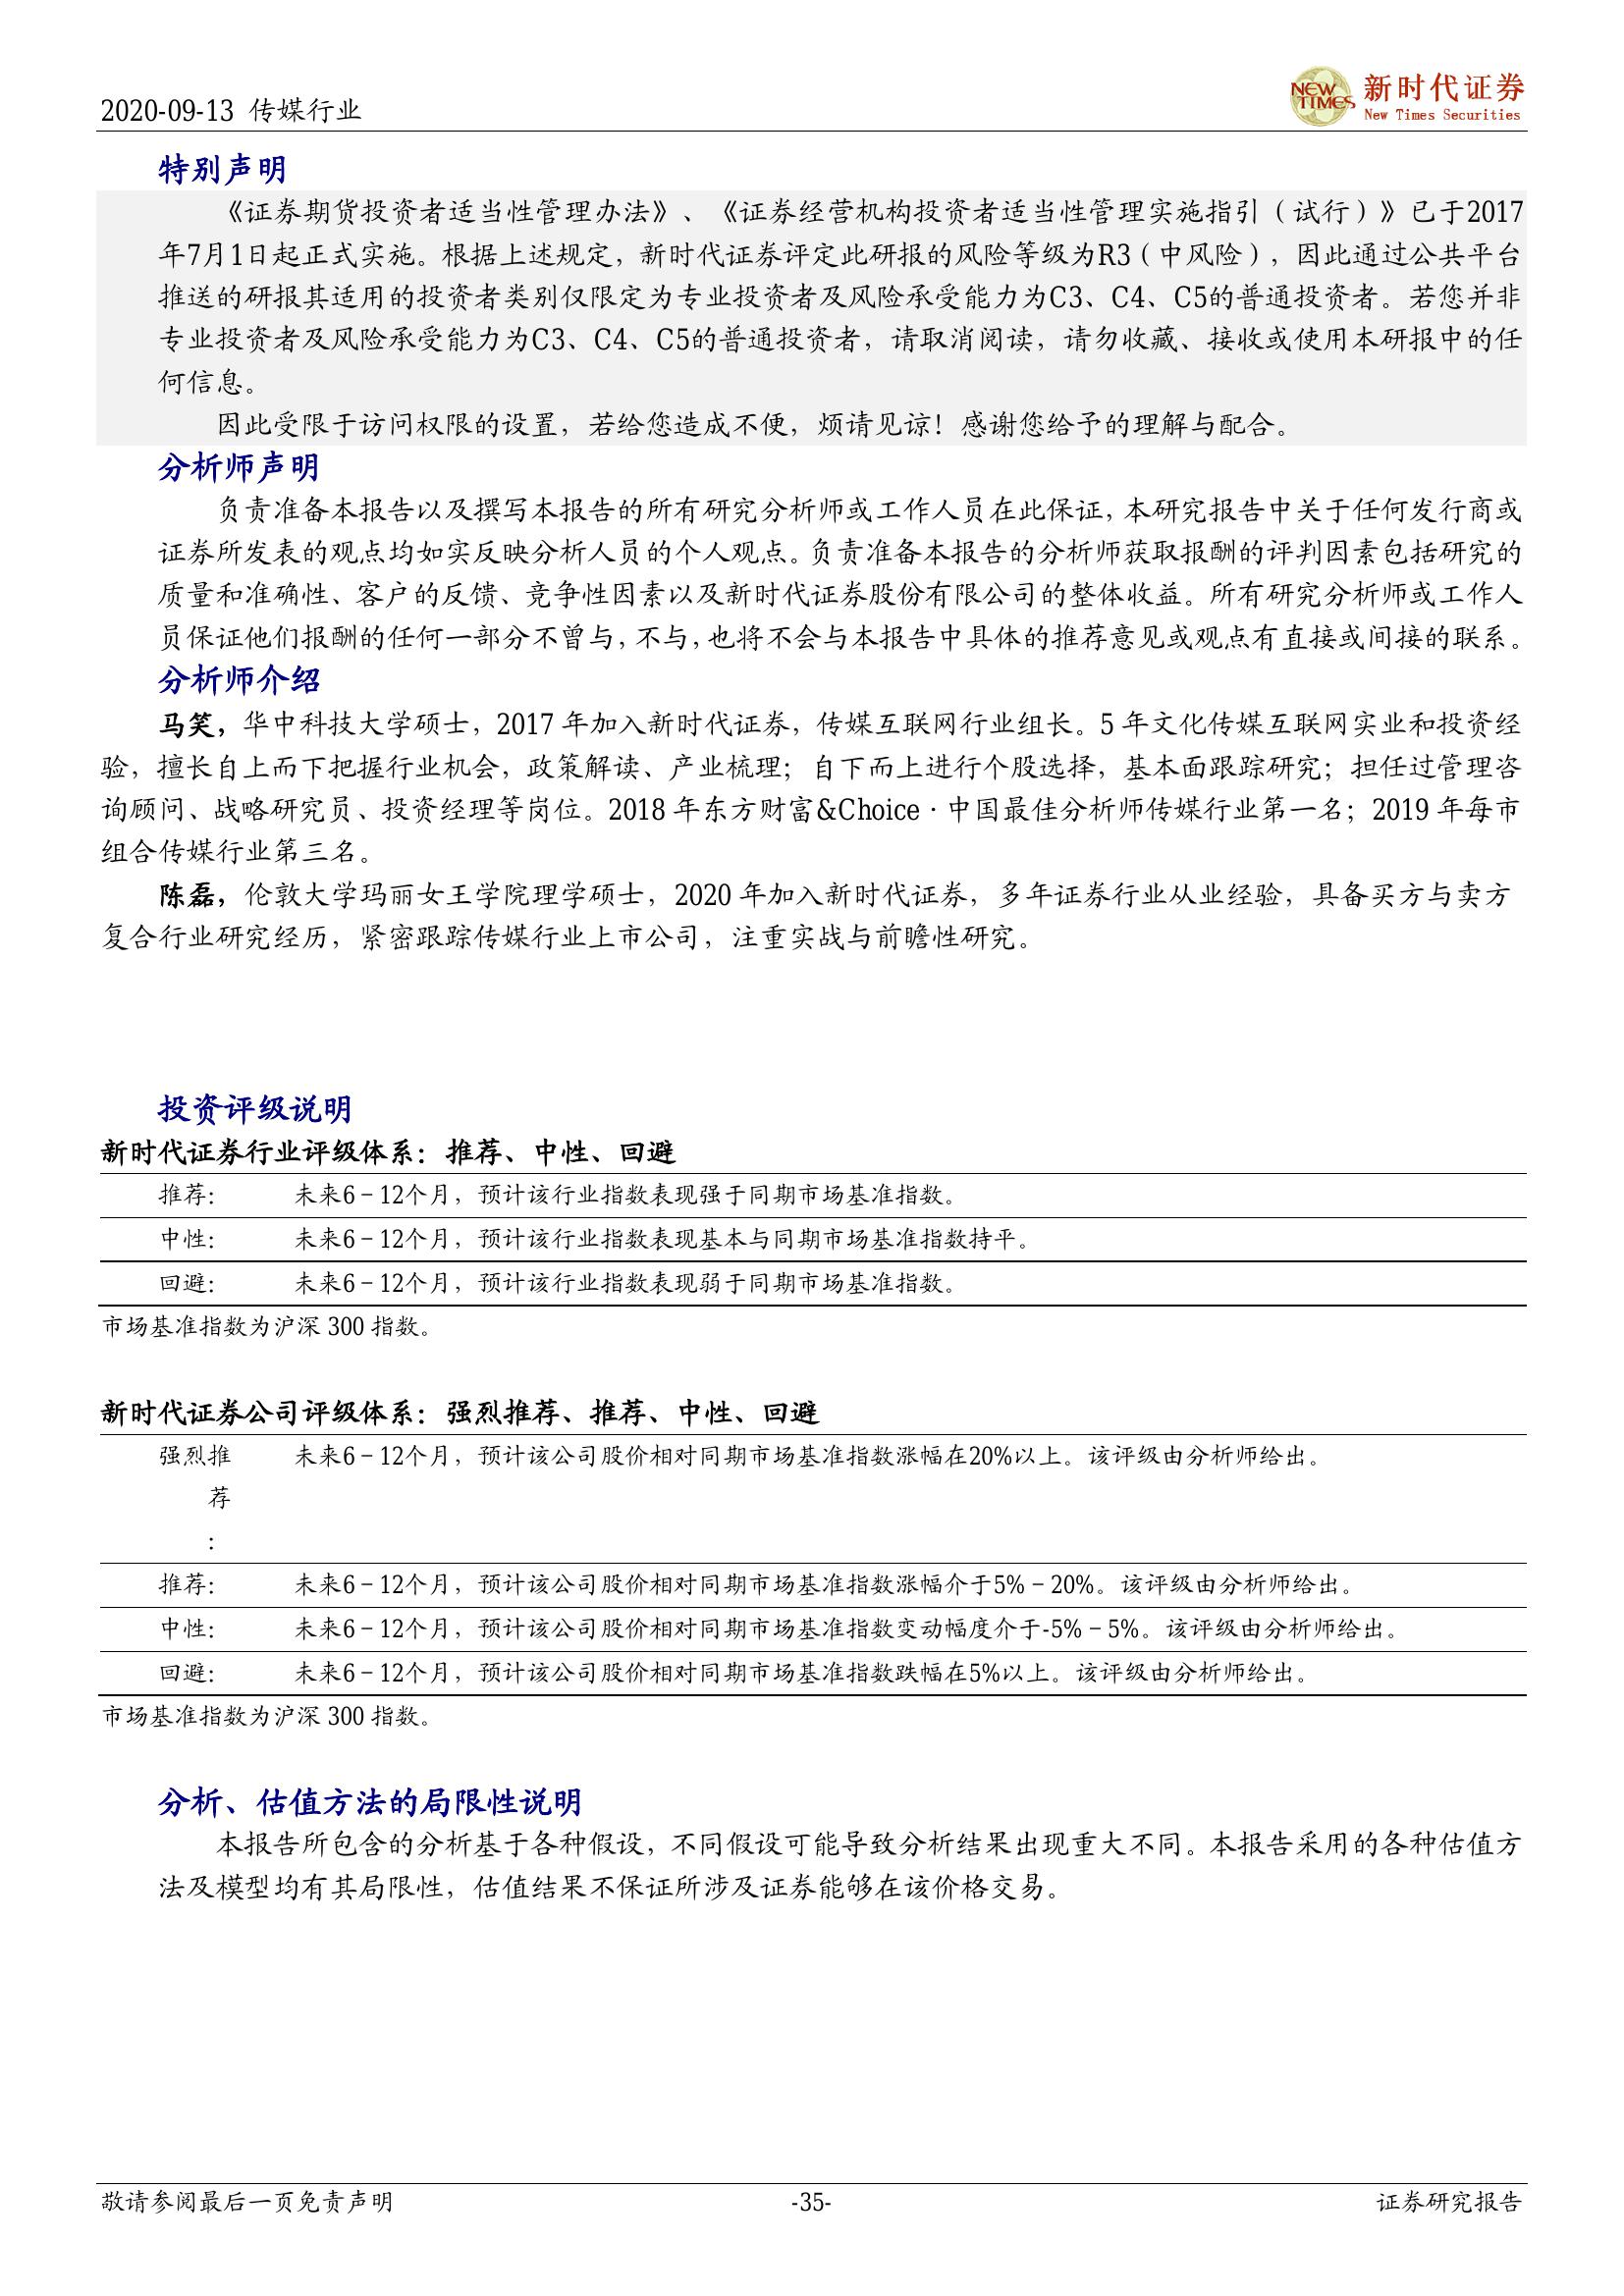 2020-09-13 传媒行业
NEW TIMES
新时代证券
New Times Securities
特别声明
《证券期货投资者适当性管理办法》、《证券经营机构投资者适当性管理实施指引（试行）》已于2017
年7月1日起正式实施。根据上述规定，新时代证券评定此研报的风险等级为R3（中风险），因此通过公共平台
推送的研报其适用的投资者类别仅限定为专业投资者及风险承受能力为C3、C4、C5的普通投资者。若您并非
专业投资者及风险承受能力为C3、C4、C5的普通投资者，请取消阅读，请勿收藏、接收或使用本研报中的任
何信息。
因此受限于访问权限的设置，若给您造成不便，烦请见谅！感谢您给予的理解与配合。
分析师声明
负责准备本报告以及撰写本报告的所有研究分析师或工作人员在此保证，本研究报告中关于任何发行商或
证券所发表的观点均如实反映分析人员的个人观点。负责准备本报告的分析师获取报酬的评判因素包括研究的
质量和准确性、客户的反馈、竞争性因素以及新时代证券股份有限公司的整体收益。所有研究分析师或工作人
员保证他们报酬的任何一部分不曾与，不与，也将不会与本报告中具体的推荐意见或观点有直接或间接的联系。
分析师介绍
马笑，华中科技大学硕士，2017 年加入新时代证券，传媒互联网行业组长。5 年文化传媒互联网实业和投资经
验，擅长自上而下把握行业机会，政策解读、产业梳理；自下而上进行个股选择，基本面跟踪研究；担任过管理咨
询顾问、战略研究员、投资经理等岗位。2018 年东方财富&Choice·中国最佳分析师传媒行业第一名；2019 年每市
组合传媒行业第三名。
陈磊，伦敦大学玛丽女王学院理学硕士，2020 年加入新时代证券，多年证券行业从业经验，具备买方与卖方
复合行业研究经历，紧密跟踪传媒行业上市公司，注重实战与前瞻性研究。
投资评级说明
新时代证券行业评级体系：推荐、中性、回避
推荐： 未来6－12个月，预计该行业指数表现强于同期市场基准指数。
中性： 未来6－12个月，预计该行业指数表现基本与同期市场基准指数持平。
回避： 未来6－12个月，预计该行业指数表现弱于同期市场基准指数。
市场基准指数为沪深 300 指数。
新时代证券公司评级体系：强烈推荐、推荐、中性、回避
强烈推 未来6－12个月，预计该公司股价相对同期市场基准指数涨幅在20%以上。该评级由分析师给出。
荐
：
推荐： 未来6－12个月，预计该公司股价相对同期市场基准指数涨幅介于5%－20%。该评级由分析师给出。
中性： 未来6－12个月，预计该公司股价相对同期市场基准指数变动幅度介于-5%－5%。该评级由分析师给出。
回避： 未来6－12个月，预计该公司股价相对同期市场基准指数跌幅在5%以上。该评级由分析师给出。
市场基准指数为沪深 300 指数。
分析、估值方法的局限性说明
本报告所包含的分析基于各种假设，不同假设可能导致分析结果出现重大不同。本报告采用的各种估值方
法及模型均有其局限性，估值结果不保证所涉及证券能够在该价格交易。
敬请参阅最后一页免责声明 -35- 证券研究报告